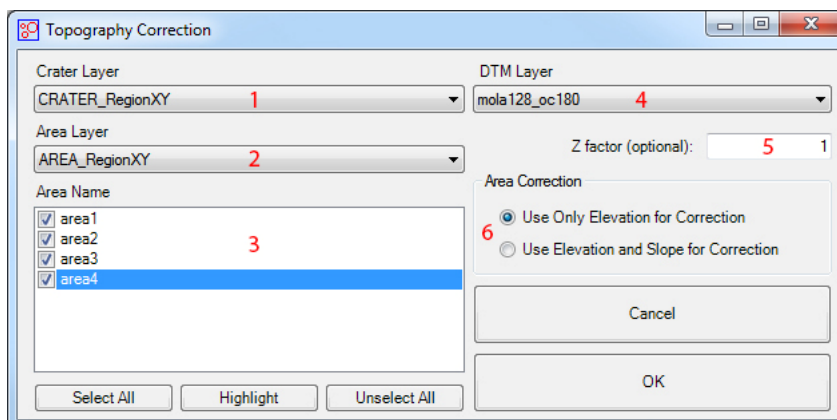 Topography Correction
Crater Layer
CRATER_RegionXY 1
Area Layer
AREA_RegionXY 2
Area Name
area1
area2
area3
area4
3
Select All Highlight Unselect All
DTM Layer
mola128_oc180 4
Z factor (optional): 5 1
Area Correction
6
Use Only Elevation for Correction
Use Elevation and Slope for Correction
Cancel
OK